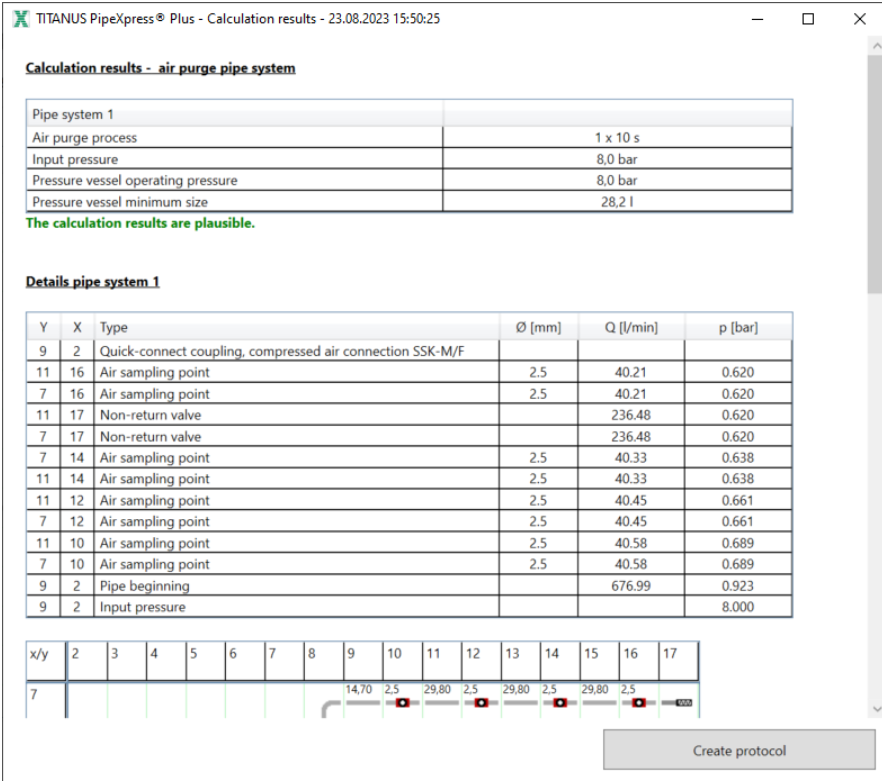 TITANUS PipeXpress® Plus - Calculation results - 23.08.2023 15:50:25
Calculation results - air purge pipe system
Pipe system 1
Air purge process 1 x 10 s
Input pressure 8,0 bar
Pressure vessel operating pressure 8,0 bar
Pressure vessel minimum size 28,2 l
The calculation results are plausible.
Details pipe system 1
Y X Type Ø [mm] Q [l/min] p [bar]
9 2 Quick-connect coupling, compressed air connection SSK-M/F
11 16 Air sampling point 2.5 40.21 0.620
7 16 Air sampling point 2.5 40.21 0.620
11 17 Non-return valve 236.48 0.620
7 17 Non-return valve 236.48 0.620
7 14 Air sampling point 2.5 40.33 0.638
11 14 Air sampling point 2.5 40.33 0.638
11 12 Air sampling point 2.5 40.45 0.661
7 12 Air sampling point 2.5 40.45 0.661
11 10 Air sampling point 2.5 40.58 0.689
7 10 Air sampling point 2.5 40.58 0.689
9 2 Pipe beginning 676.99 0.923
9 2 Input pressure 8.000
x/y 2 3 4 5 6 7 8 9 10 11 12 13 14 15 16 17
7 14,70 2,5 29,80 2,5 29,80 2,5 29,80 2,5
Create protocol